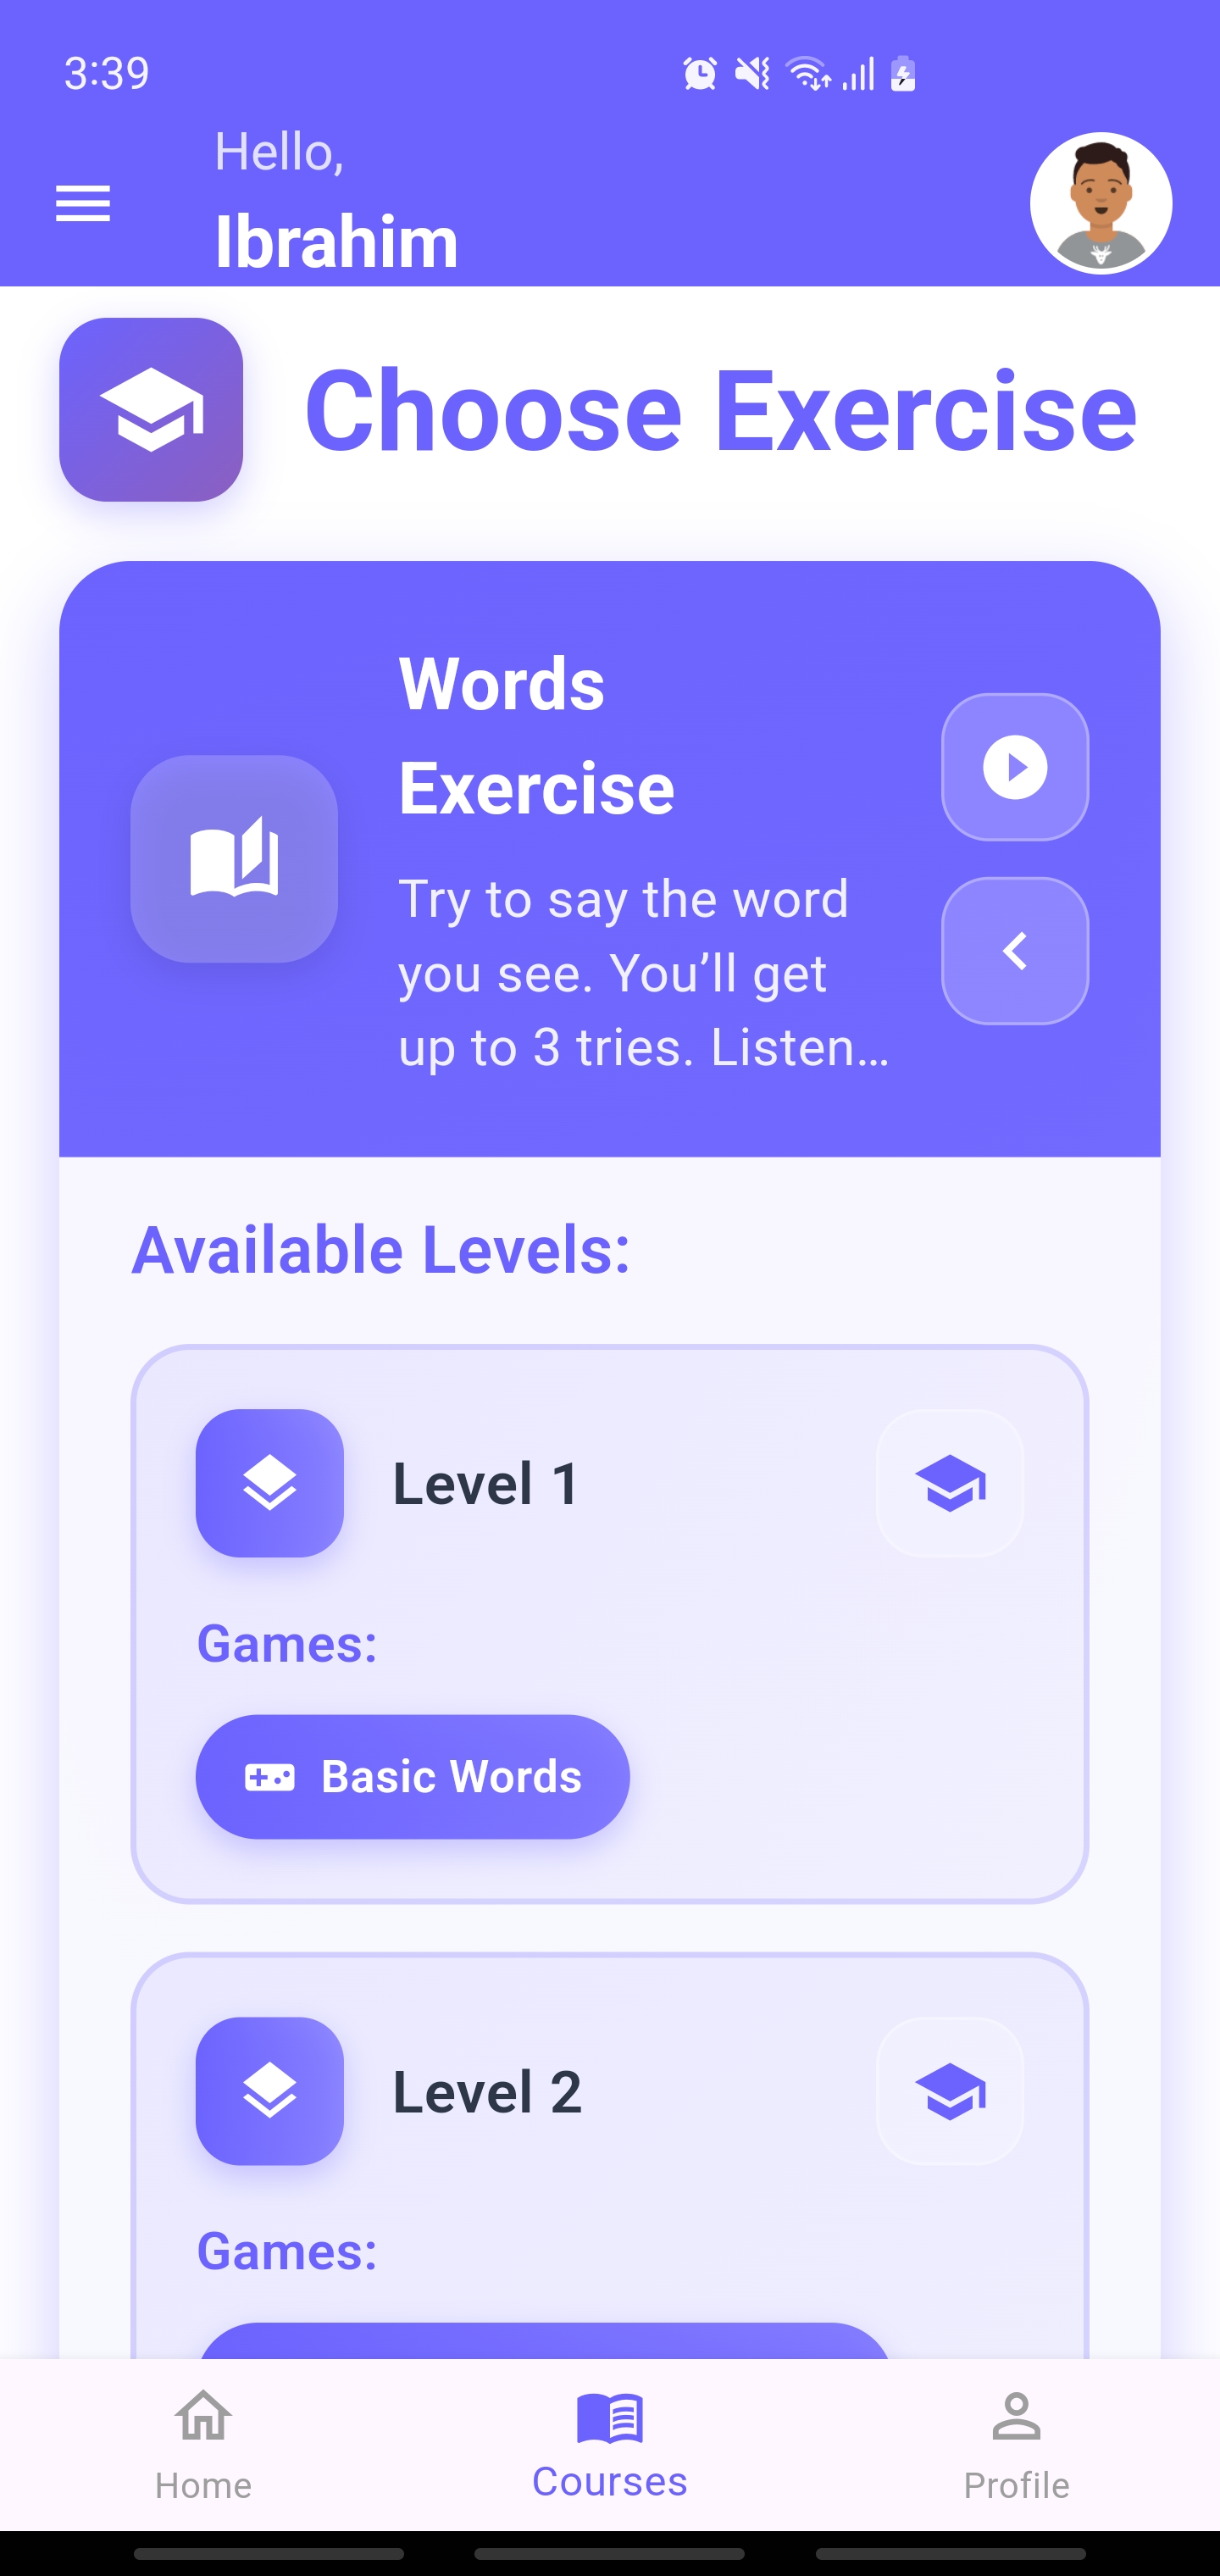 3:39
Hello,
Ibrahim
Choose Exercise
Words
Exercise
Try to say the word
you see. You’ll get
up to 3 tries. Listen...
Available Levels:
Level 1
Games:
Basic Words
Level 2
Games:
Home
Courses
Profile